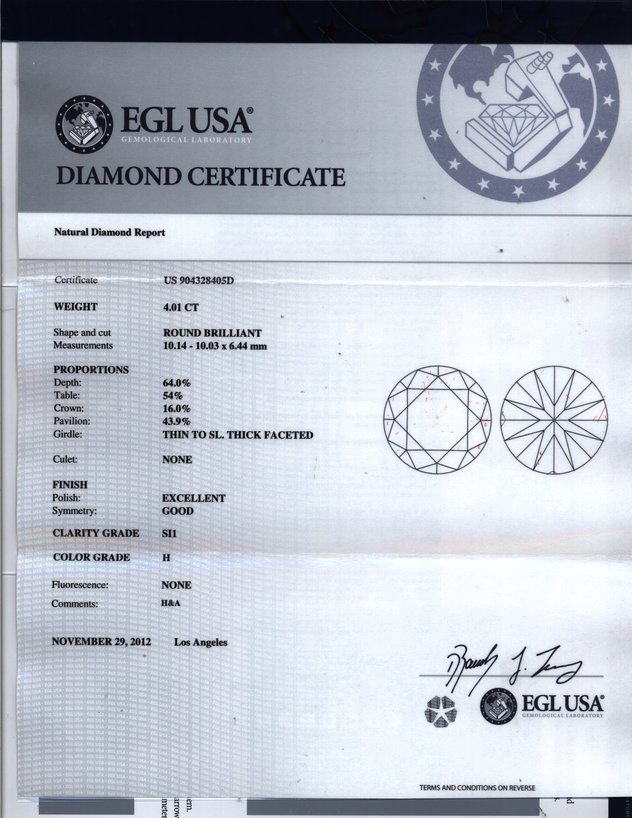 EGL USA®
GEMOLOGICAL LABORATORY
DIAMOND CERTIFICATE
Natural Diamond Report
Certificate US 904328405D
WEIGHT 4.01 CT
Shape and cut ROUND BRILLIANT
Measurements 10.14 - 10.03 x 6.44 mm
PROPORTIONS
Depth: 64.0%
Table: 54%
Crown: 16.0%
Pavilion: 43.9%
Girdle: THIN TO SL. THICK FACETED
Culet: NONE
FINISH
Polish: EXCELLENT
Symmetry: GOOD
CLARITY GRADE SI1
COLOR GRADE H
Fluorescence: NONE
Comments: H&A
NOVEMBER 29, 2012 Los Angeles
EGL USA®
GEMOLOGICAL LABORATORY
TERMS AND CONDITIONS ON REVERSE